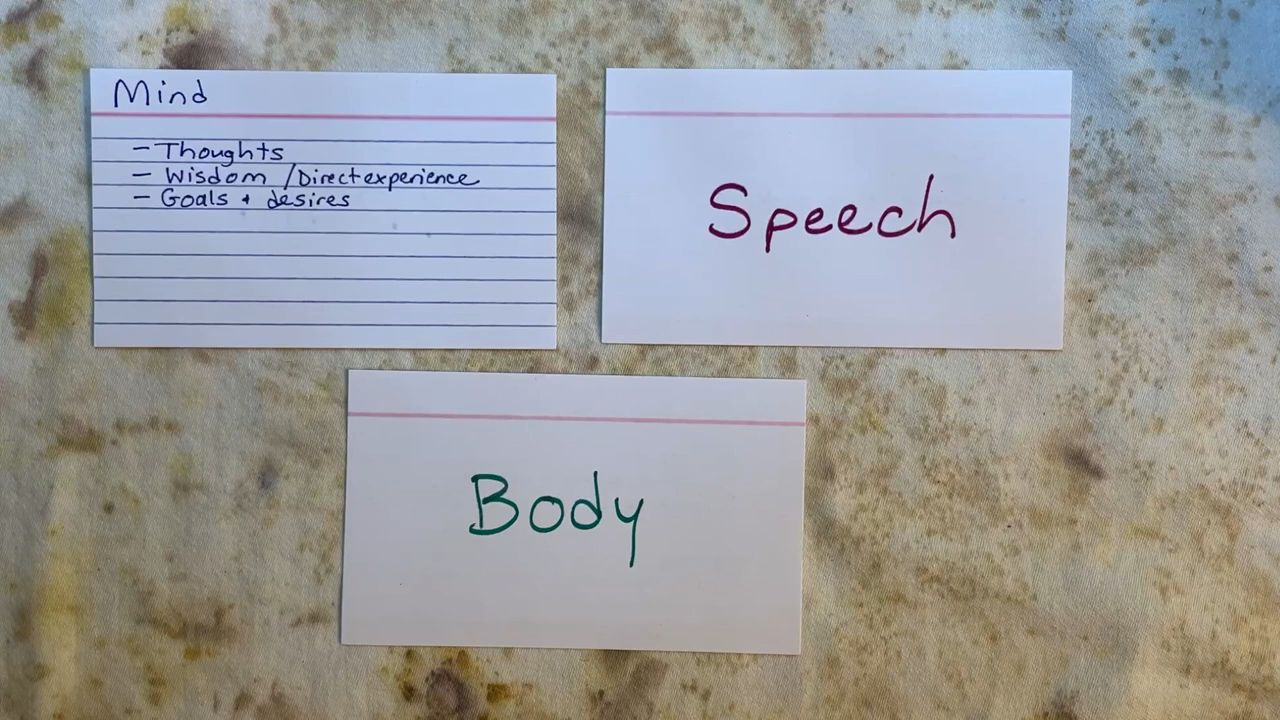 Mind
- Thoughts
- Wisdom / Direct experience
- Goals + desires
Speech
Body